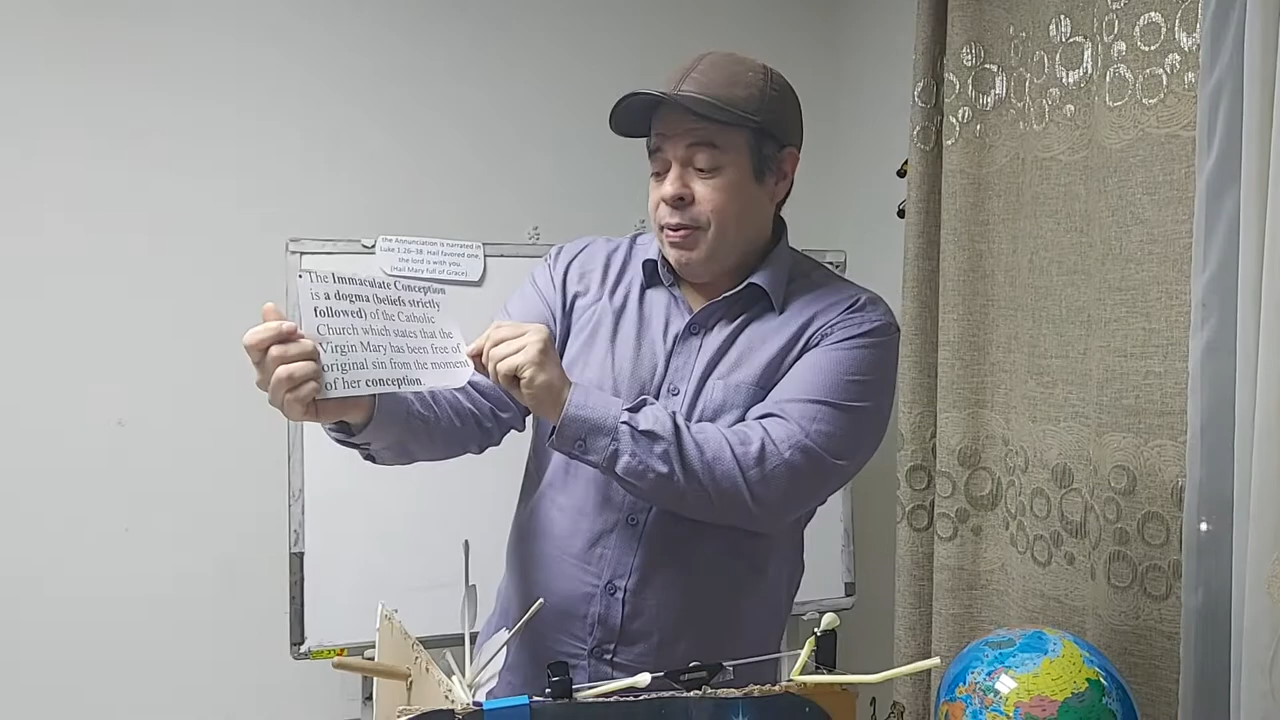 the Annunciation is narrated in
Luke 1:26–38: Hail favored one,
the lord is with you.
(Hail Mary full of Grace)
The Immaculate Conception
is a dogma (beliefs strictly
followed) of the Catholic
Church which states that the
Virgin Mary has been free of
original sin from the moment
of her conception.